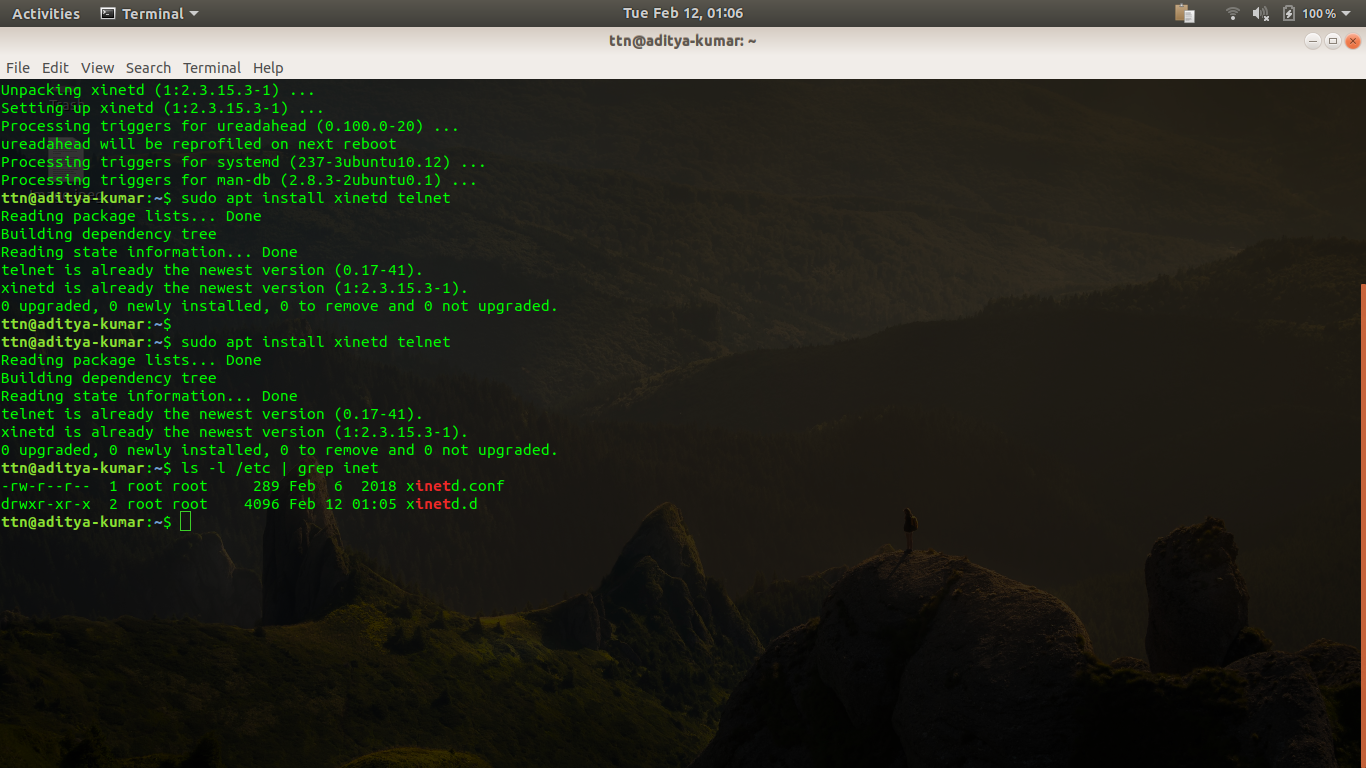 Activities Terminal Tue Feb 12, 01:06 100 %
ttn@aditya-kumar: ~
File Edit View Search Terminal Help
Unpacking xinetd (1:2.3.15.3-1) ...
Setting up xinetd (1:2.3.15.3-1) ...
Processing triggers for ureadahead (0.100.0-20) ...
ureadahead will be reprofiled on next reboot
Processing triggers for systemd (237-3ubuntu10.12) ...
Processing triggers for man-db (2.8.3-2ubuntu0.1) ...
ttn@aditya-kumar:~$ sudo apt install xinetd telnet
Reading package lists... Done
Building dependency tree
Reading state information... Done
telnet is already the newest version (0.17-41).
xinetd is already the newest version (1:2.3.15.3-1).
0 upgraded, 0 newly installed, 0 to remove and 0 not upgraded.
ttn@aditya-kumar:~$
ttn@aditya-kumar:~$ sudo apt install xinetd telnet
Reading package lists... Done
Building dependency tree
Reading state information... Done
telnet is already the newest version (0.17-41).
xinetd is already the newest version (1:2.3.15.3-1).
0 upgraded, 0 newly installed, 0 to remove and 0 not upgraded.
ttn@aditya-kumar:~$ ls -l /etc | grep inet
-rw-r--r--  1 root root     289 Feb  6  2018 xinetd.conf
drwxr-xr-x  2 root root    4096 Feb 12 01:05 xinetd.d
ttn@aditya-kumar:~$